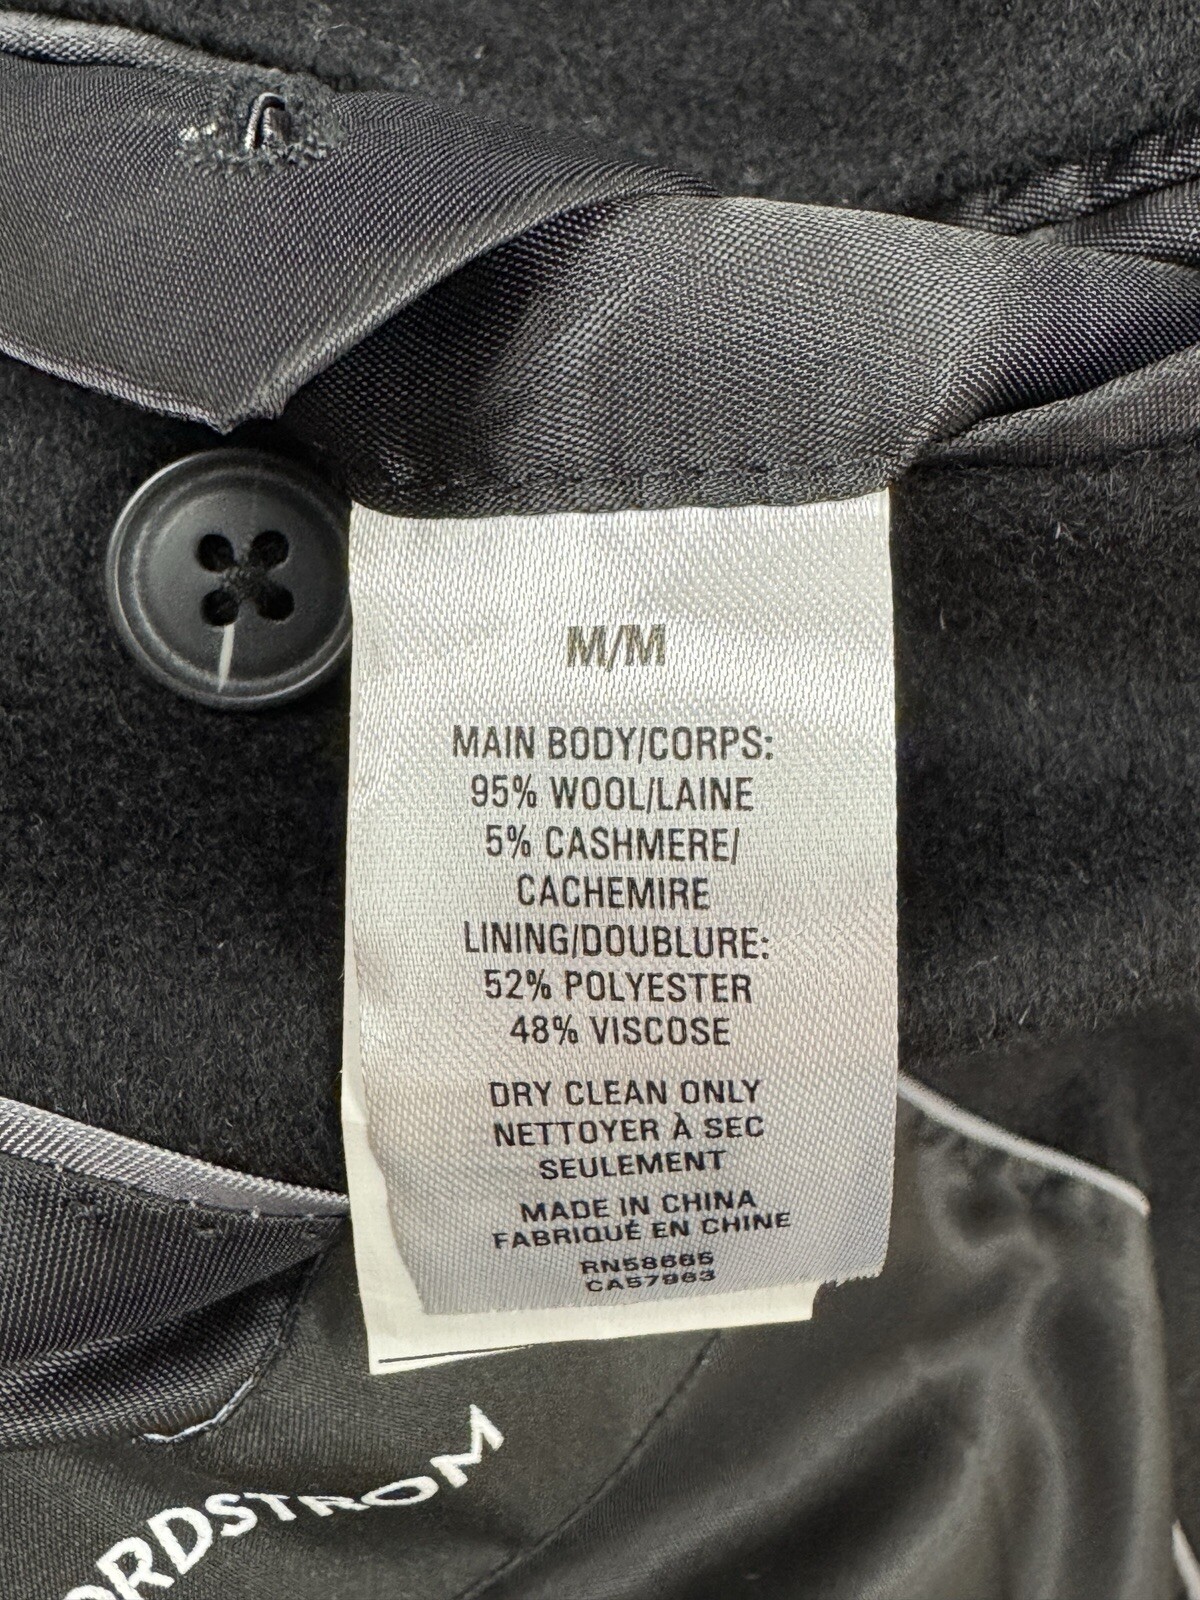 M/M
MAIN BODY/CORPS:
95% WOOL/LAINE
5% CASHMERE/
CACHEMIRE
LINING/DOUBLURE:
52% POLYESTER
48% VISCOSE
DRY CLEAN ONLY
NETTOYER À SEC
SEULEMENT
MADE IN CHINA
FABRIQUÉ EN CHINE
RN58665
CA57963
ORDSTROM